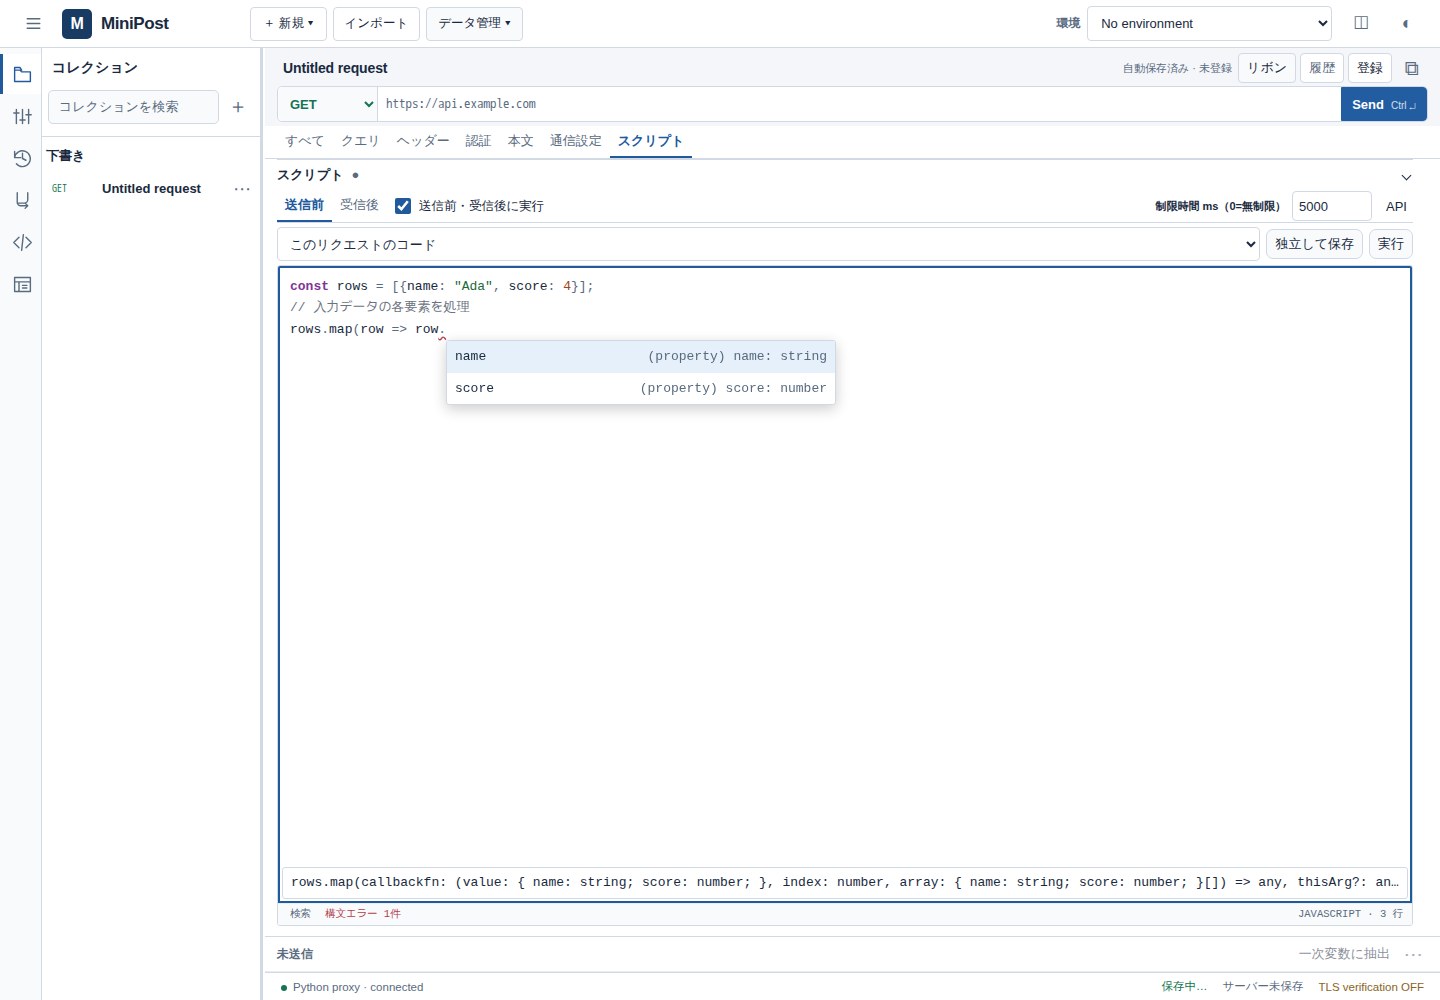 M MiniPost ＋ 新規 ▾ インポート データ管理 ▾ 環境 No environment
コレクション
コレクションを検索 ＋
下書き
GET Untitled request ···
Untitled request 自動保存済み · 未登録 リボン 履歴 登録
GET https://api.example.com Send Ctrl ↵
すべて クエリ ヘッダー 認証 本文 通信設定 スクリプト
スクリプト ●
送信前 受信後 送信前・受信後に実行 制限時間 ms（0=無制限） 5000 API
このリクエストのコード 独立して保存 実行
const rows = [{name: "Ada", score: 4}];
// 入力データの各要素を処理
rows.map(row => row.
name (property) name: string
score (property) score: number
rows.map(callbackfn: (value: { name: string; score: number; }, index: number, array: { name: string; score: number; }[]) => any, thisArg?: an…
検索 構文エラー 1件 JAVASCRIPT · 3 行
未送信 一次変数に抽出 ···
Python proxy · connected 保存中… サーバー未保存 TLS verification OFF